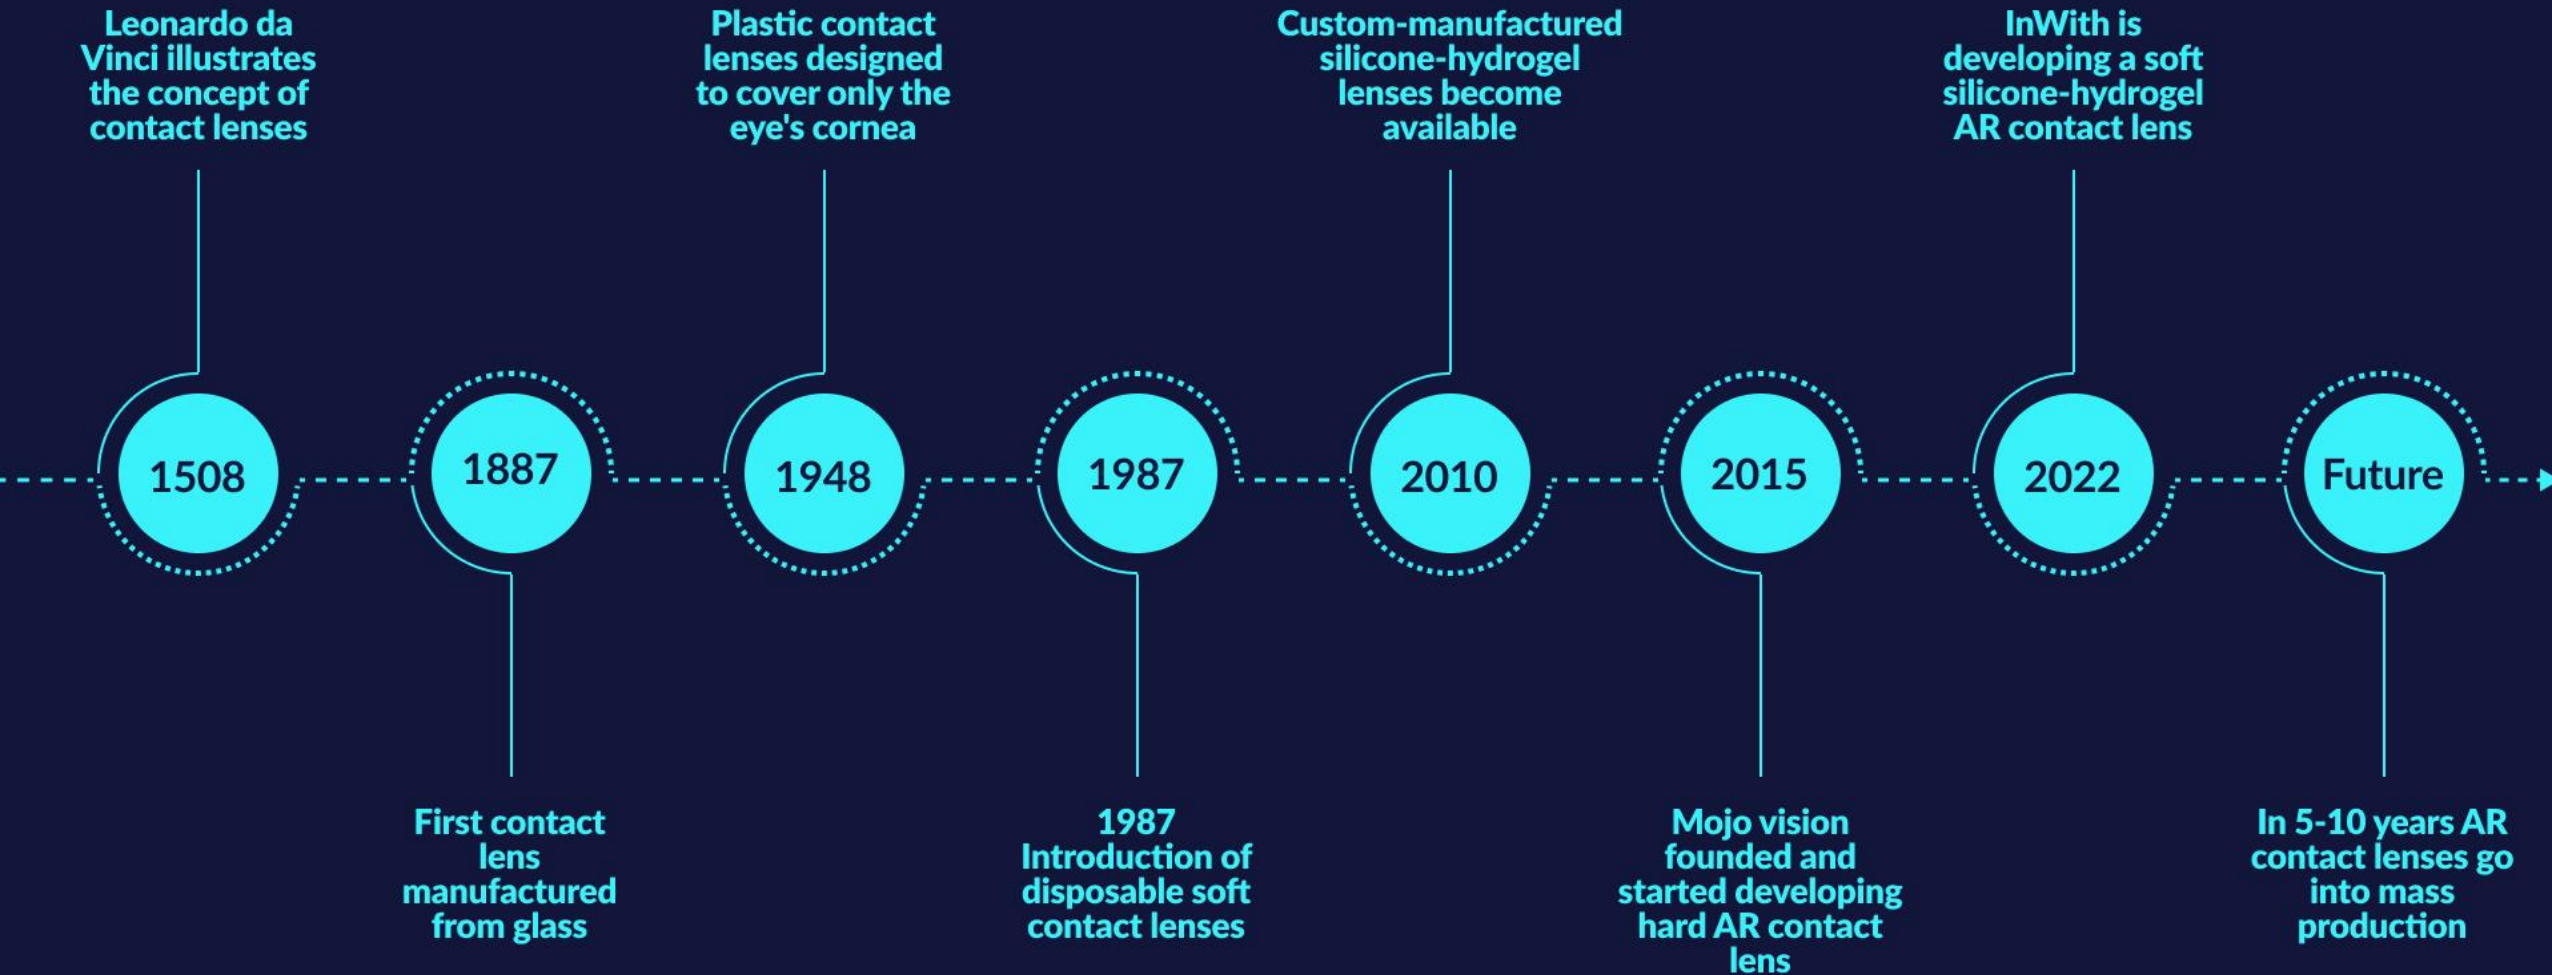 Leonardo da
Vinci illustrates
the concept of
contact lenses
Plastic contact
lenses designed
to cover only the
eye's cornea
Custom-manufactured
silicone-hydrogel
lenses become
available
InWith is
developing a soft
silicone-hydrogel
AR contact lens
1508
1887
1948
1987
2010
2015
2022
Future
First contact
lens
manufactured
from glass
1987
Introduction of
disposable soft
contact lenses
Mojo vision
founded and
started developing
hard AR contact
lens
In 5-10 years AR
contact lenses go
into mass
production